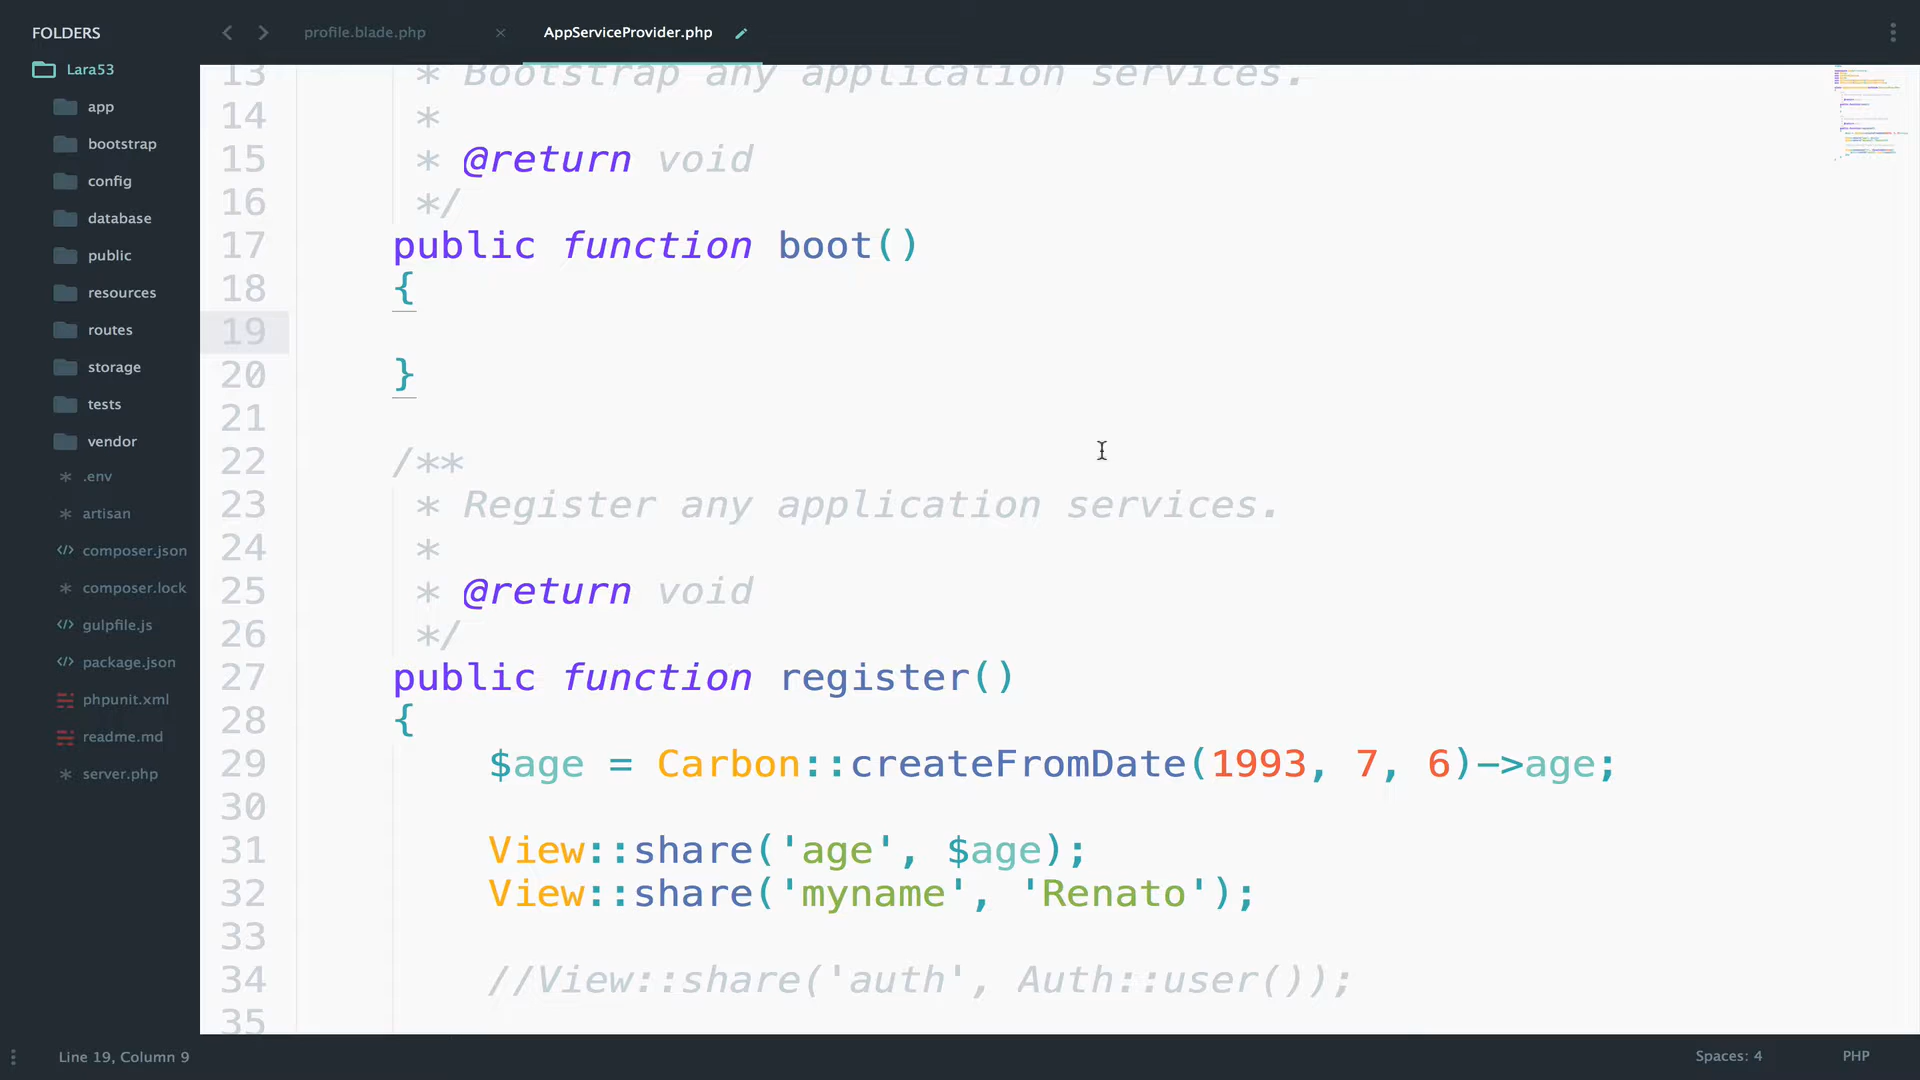 FOLDERS
Lara53
app
bootstrap
config
database
public
resources
routes
storage
tests
vendor
.env
artisan
composer.json
composer.lock
gulpfile.js
package.json
phpunit.xml
readme.md
server.php
profile.blade.php
AppServiceProvider.php
13 * Bootstrap any application services.
14 *
15 * @return void
16 */
17 public function boot()
18 {
19
20 }
21
22 /**
23 * Register any application services.
24 *
25 * @return void
26 */
27 public function register()
28 {
29 $age = Carbon::createFromDate(1993, 7, 6)->age;
30
31 View::share('age', $age);
32 View::share('myname', 'Renato');
33
34 //View::share('auth', Auth::user());
35
Line 19, Column 9
Spaces: 4
PHP